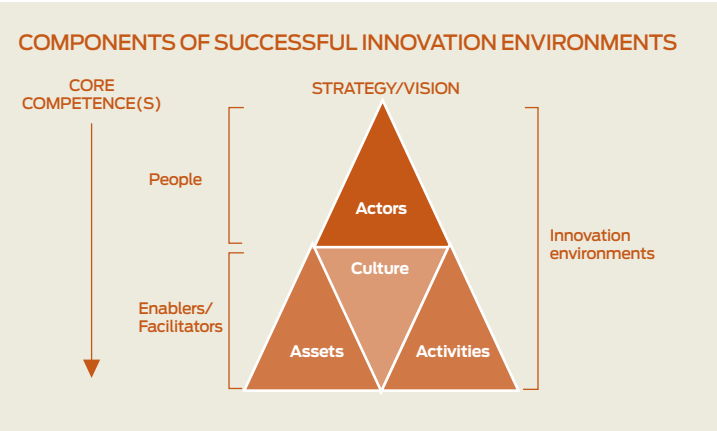 COMPONENTS OF SUCCESSFUL INNOVATION ENVIRONMENTS
CORE
COMPETENCE(S)
STRATEGY/VISION
People
Actors
Innovation
environments
Culture
Enablers/
Facilitators
Assets
Activities